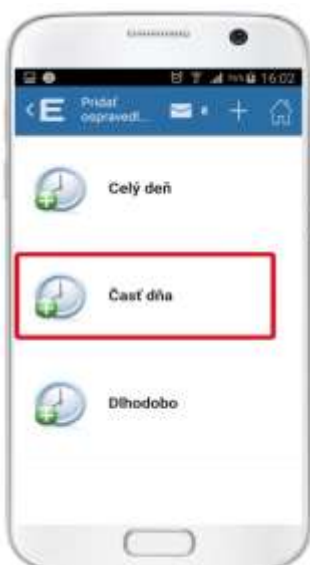 16:02
E
Pridať
ospravedl...
Celý deň
Časť dňa
Dlhodobo